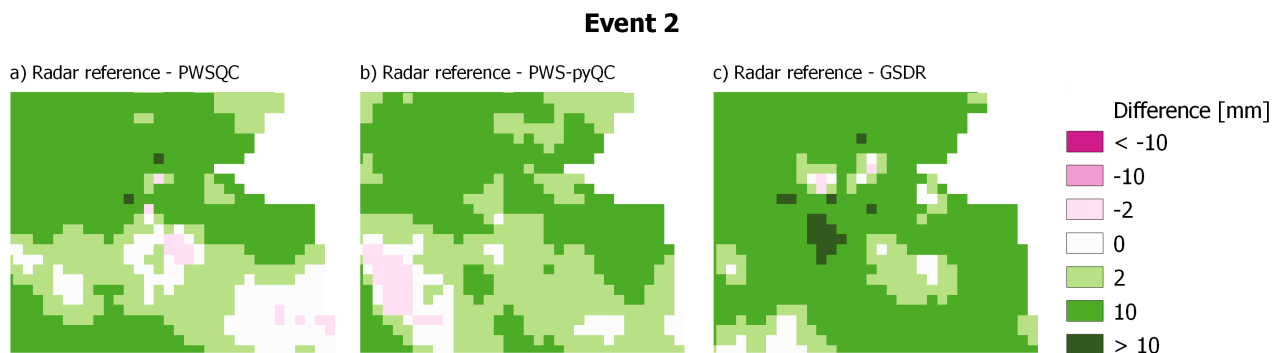 Event 2
a) Radar reference - PWSQC
b) Radar reference - PWS-pyQC
c) Radar reference - GSDR
Difference [mm]
< -10
-10
-2
0
2
10
> 10